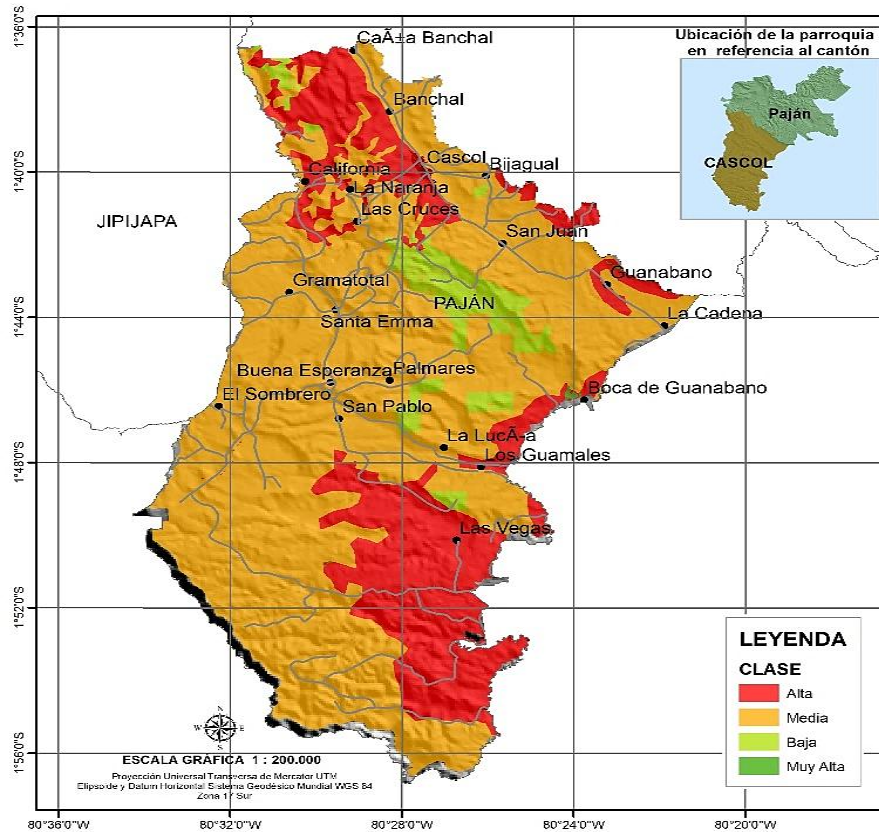 Ubicación de la parroquia
en referencia al cantón
Paján
CASCOL
CaÃ±a Banchal
Banchal
Cascol
Bijagual
California
La Naranja
Las Cruces
JIPIJAPA
San Juan
Guanabano
Gramatotal
PAJÁN
La Cadena
Santa Emma
Buena Esperanza
Palmares
Boca de Guanabano
El Sombrero
San Pablo
La LucÃ-a
Los Guamales
Las Vegas
LEYENDA
CLASE
Alta
Media
Baja
Muy Alta
N
W E
S
ESCALA GRÁFICA 1 : 200.000
Proyección Universal Transversa de Mercator UTM
Elipsoide y Datum Horizontal Sistema Geodésico Mundial WGS 84
Zona 17 Sur
1°36'0"S
1°40'0"S
1°44'0"S
1°48'0"S
1°52'0"S
1°56'0"S
80°36'0"W 80°32'0"W 80°28'0"W 80°24'0"W 80°20'0"W